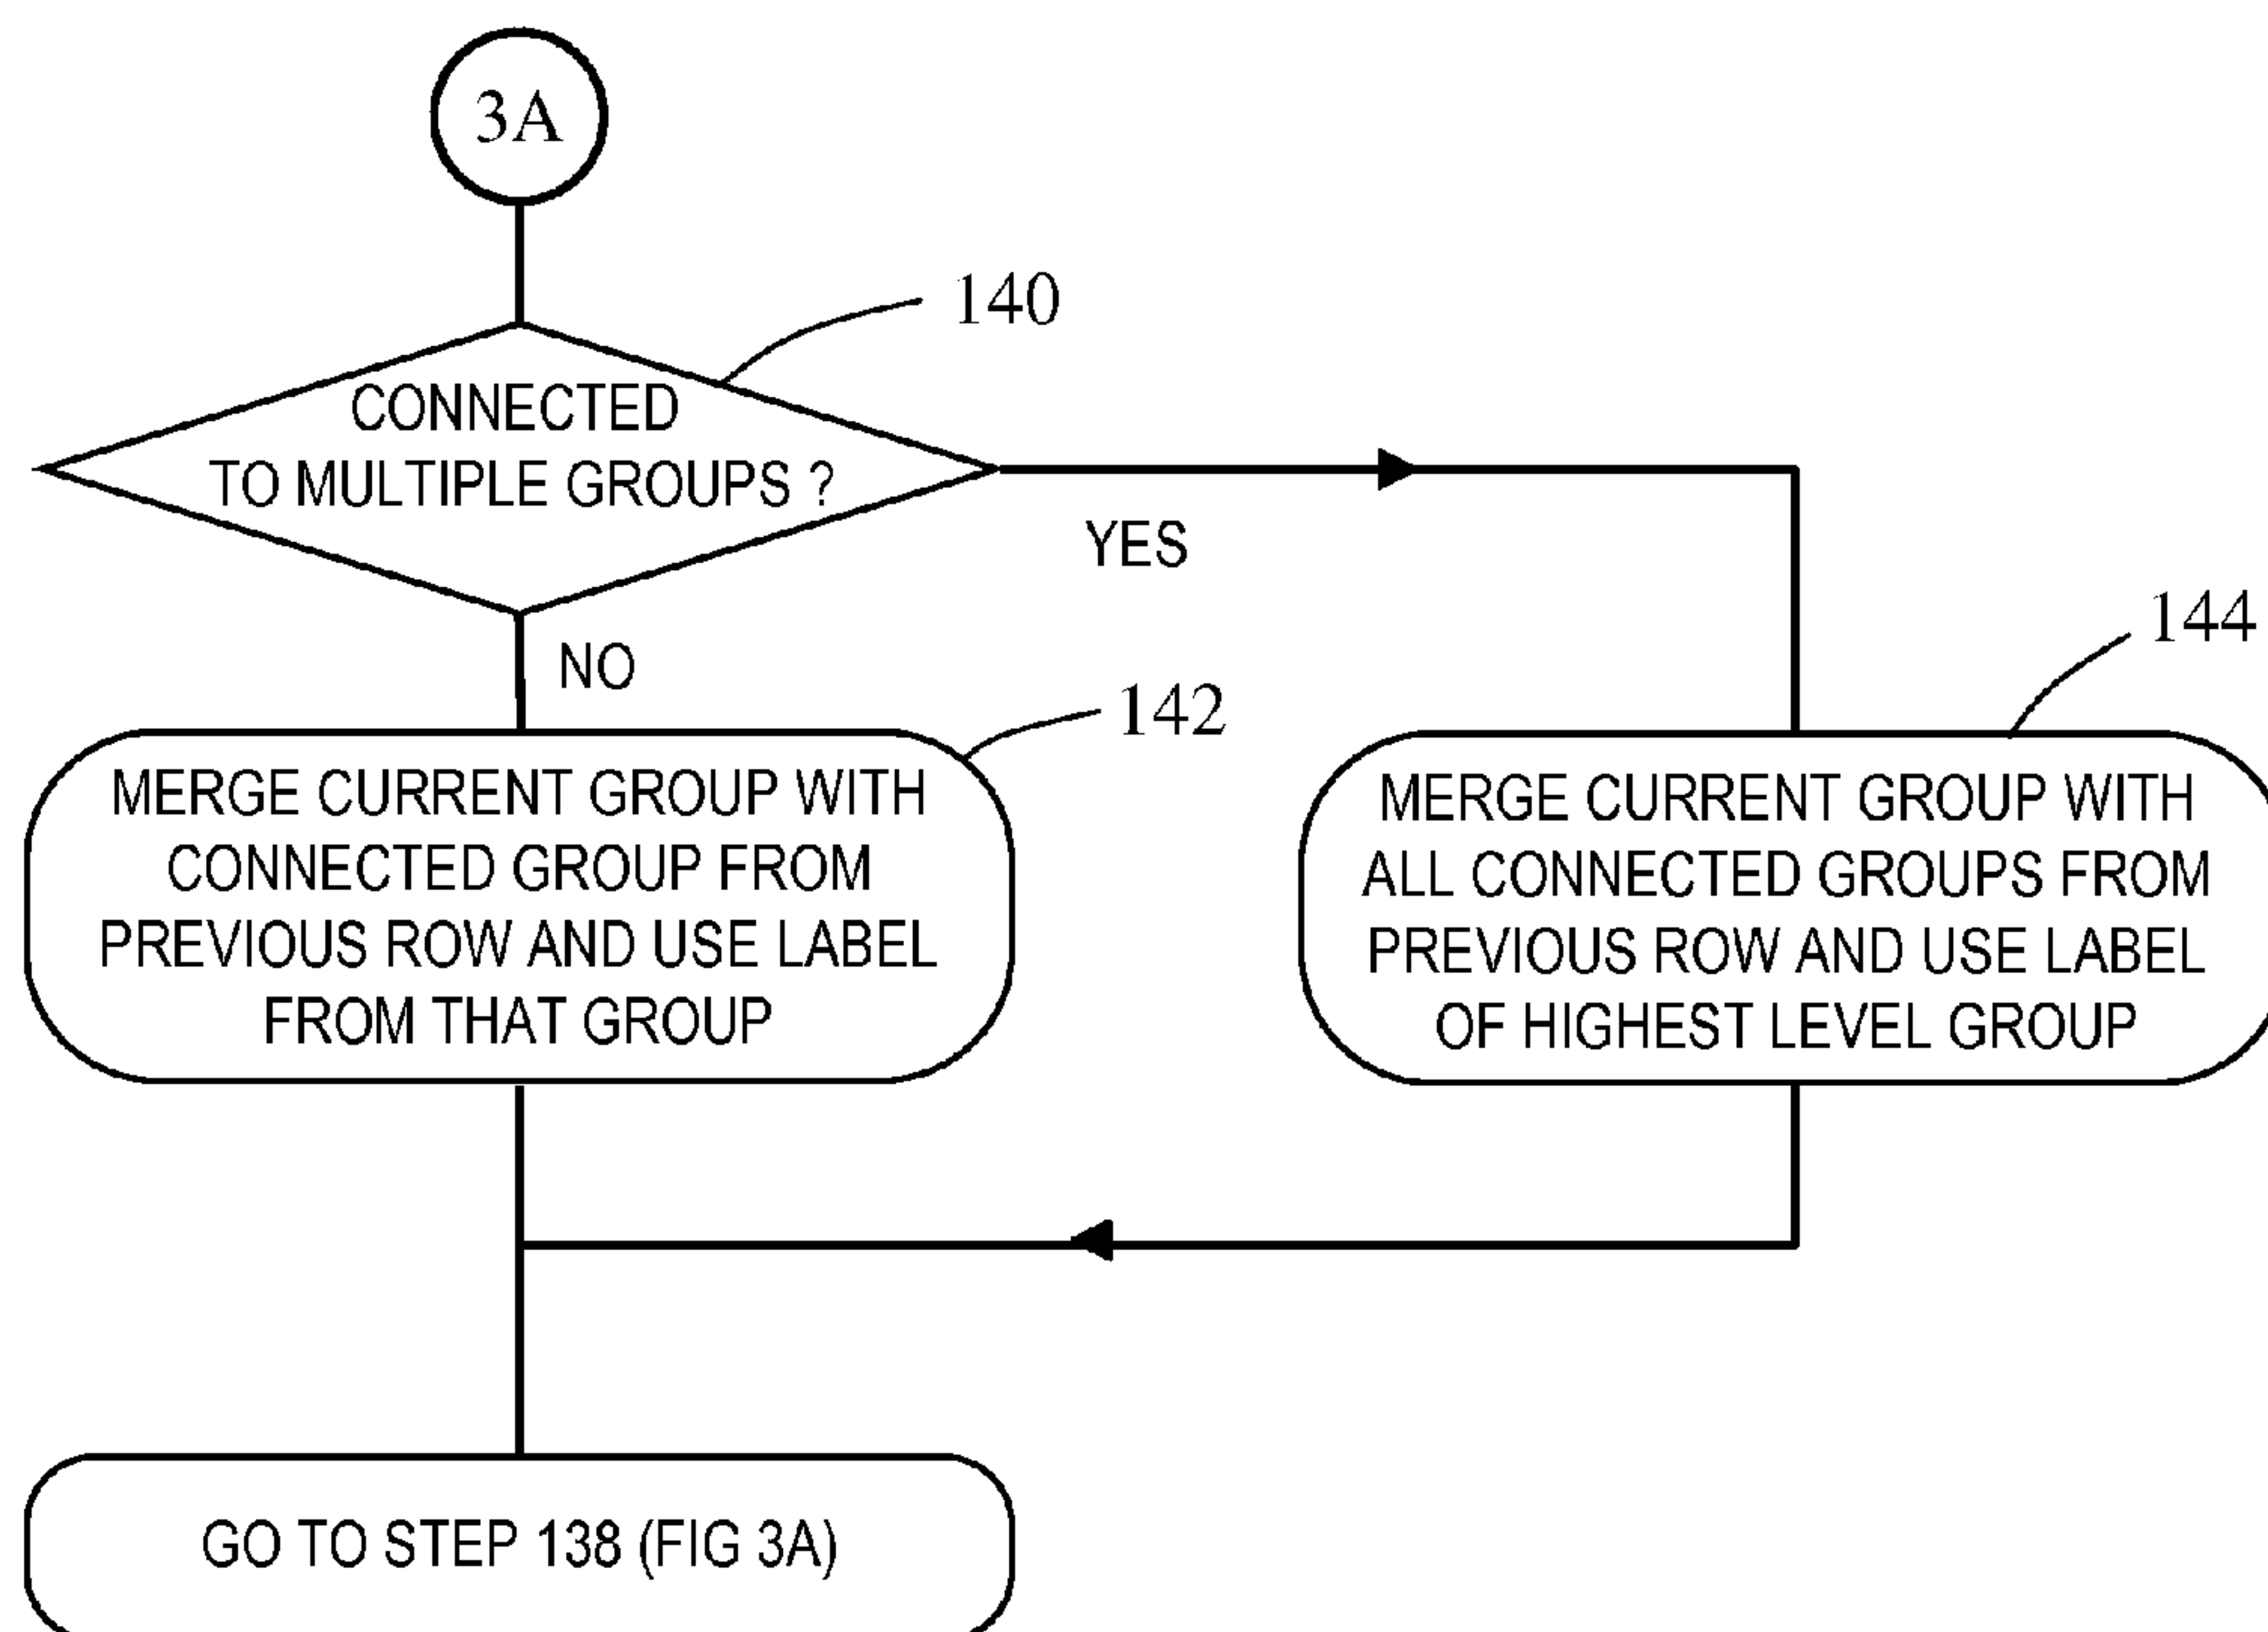 3A
140
CONNECTED
TO MULTIPLE GROUPS ?
YES
NO
142
144
MERGE CURRENT GROUP WITH
CONNECTED GROUP FROM
PREVIOUS ROW AND USE LABEL
FROM THAT GROUP
MERGE CURRENT GROUP WITH
ALL CONNECTED GROUPS FROM
PREVIOUS ROW AND USE LABEL
OF HIGHEST LEVEL GROUP
GO TO STEP 138 (FIG 3A)